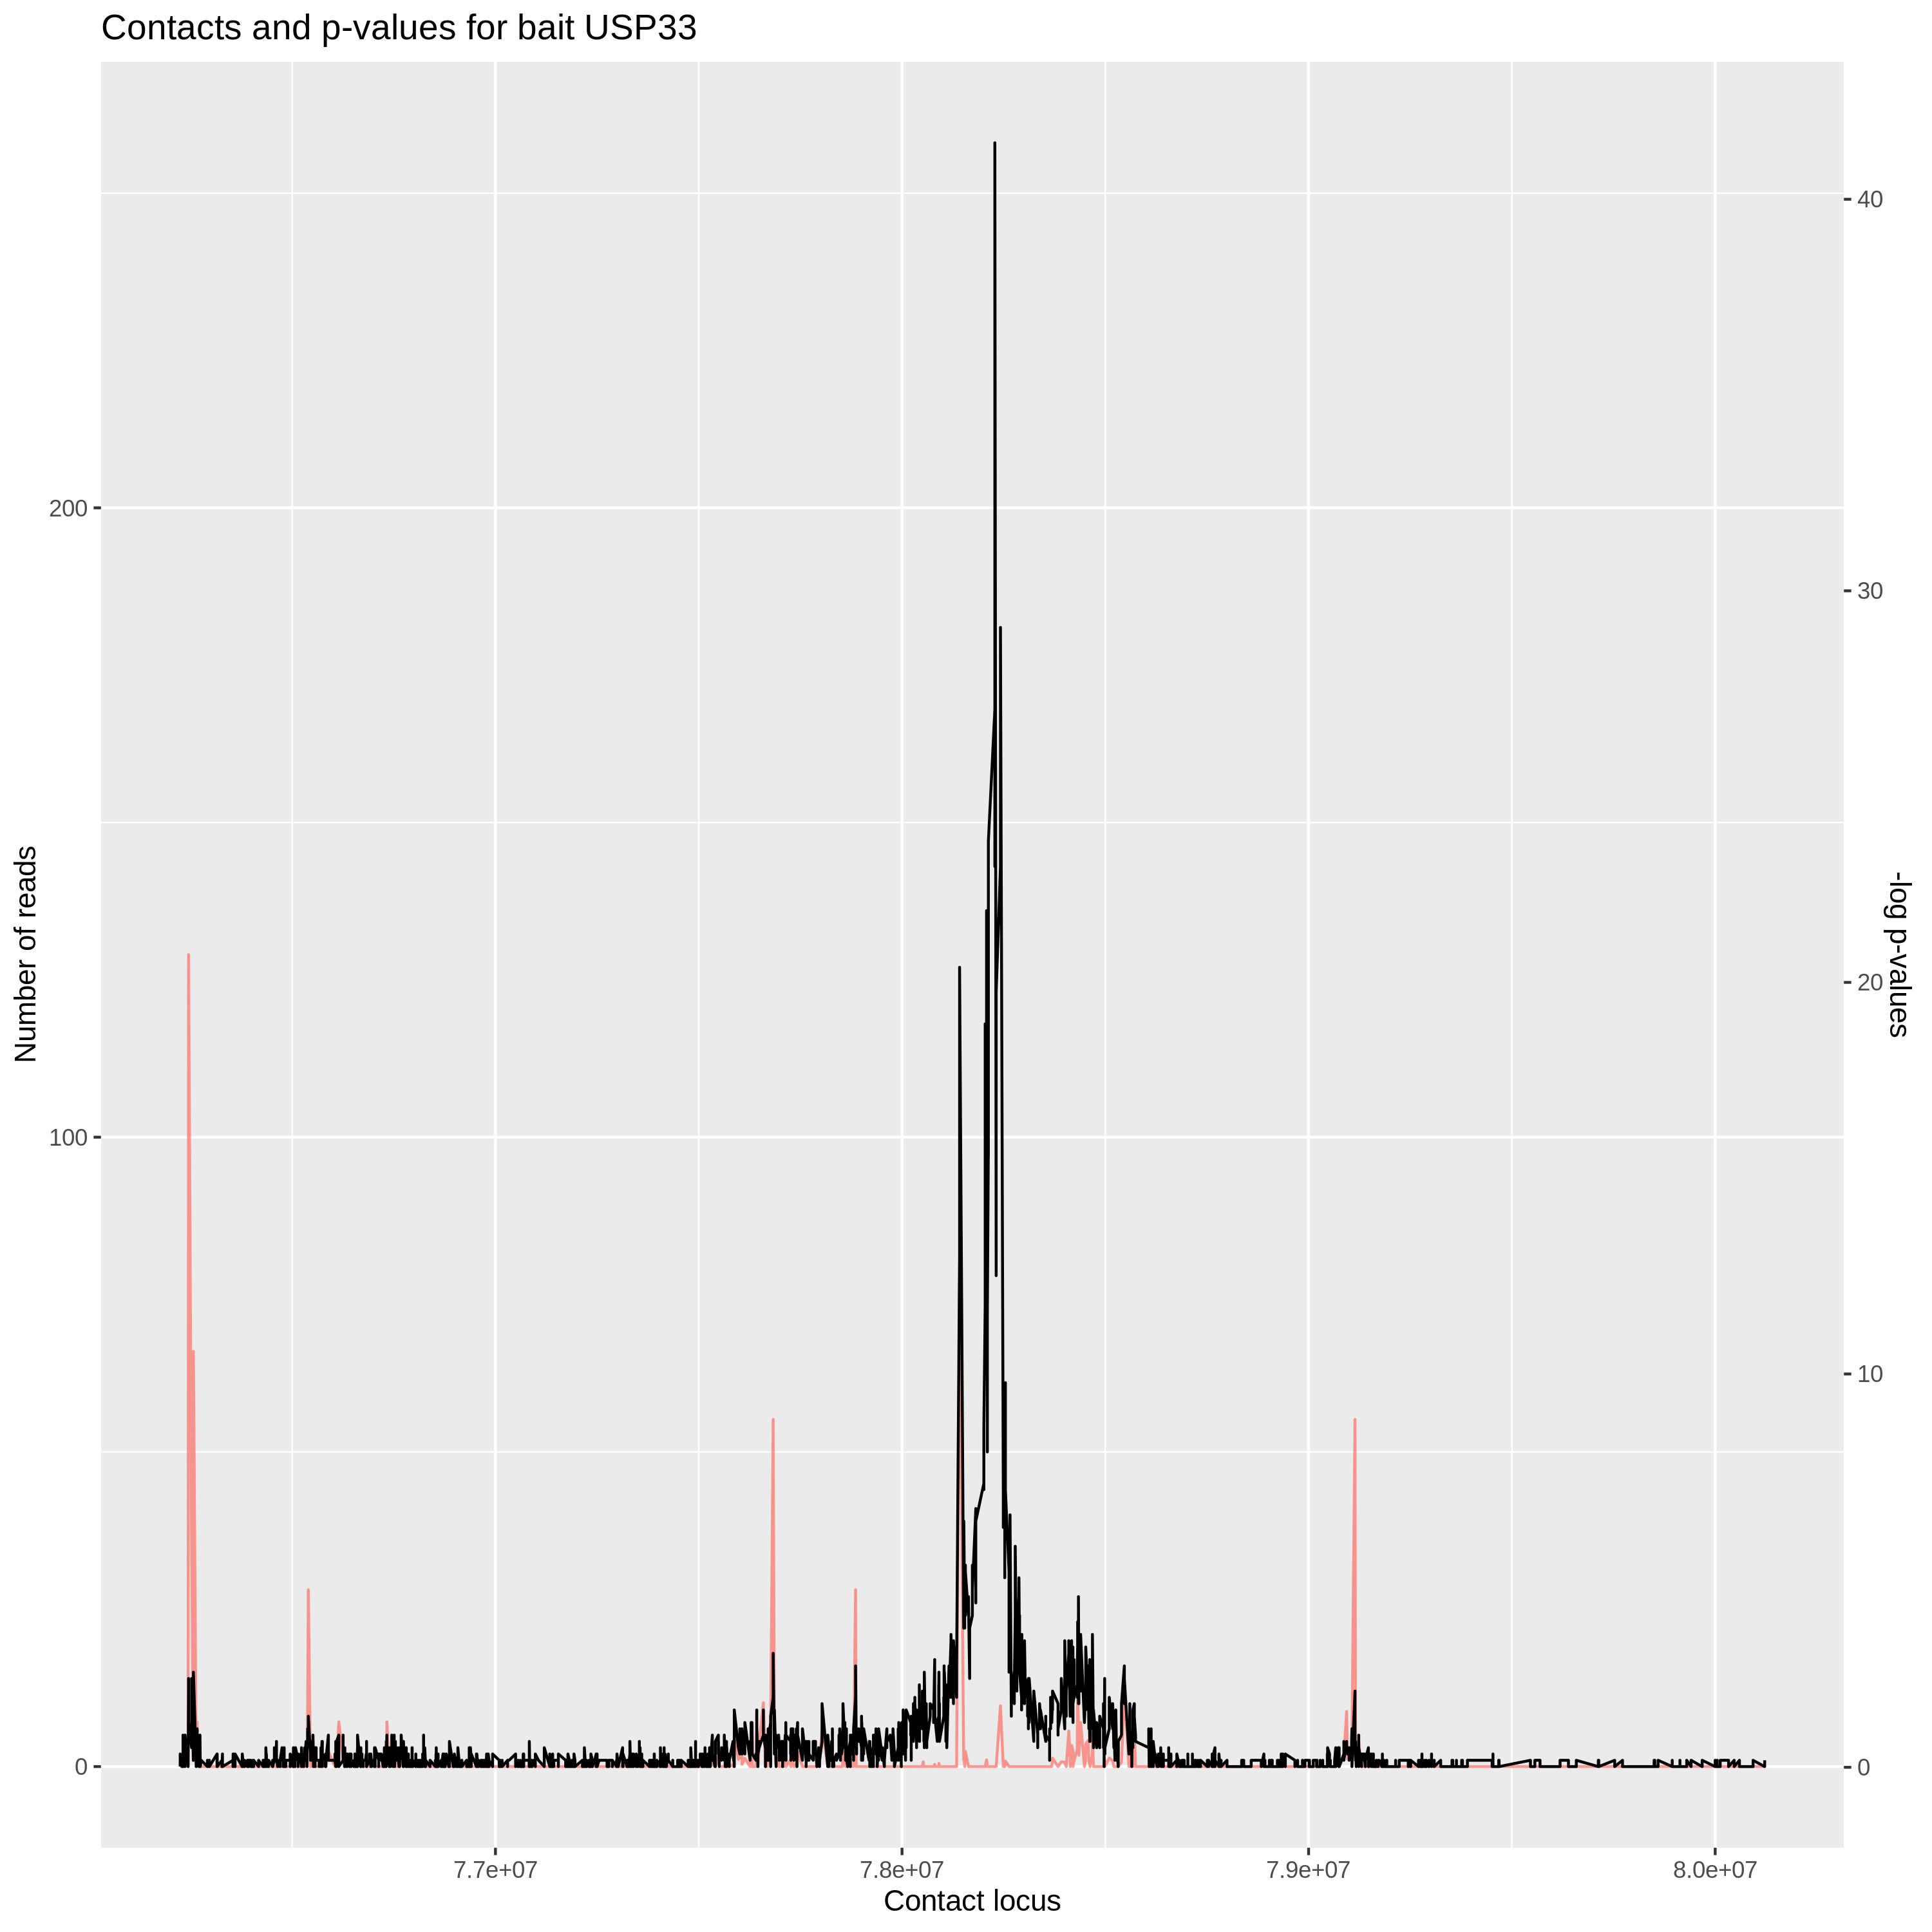 Contacts and p-values for bait USP33
200
100
0
Number of reads
40
30
20
10
0
-log p-values
7.7e+07 7.8e+07 7.9e+07 8.0e+07
Contact locus